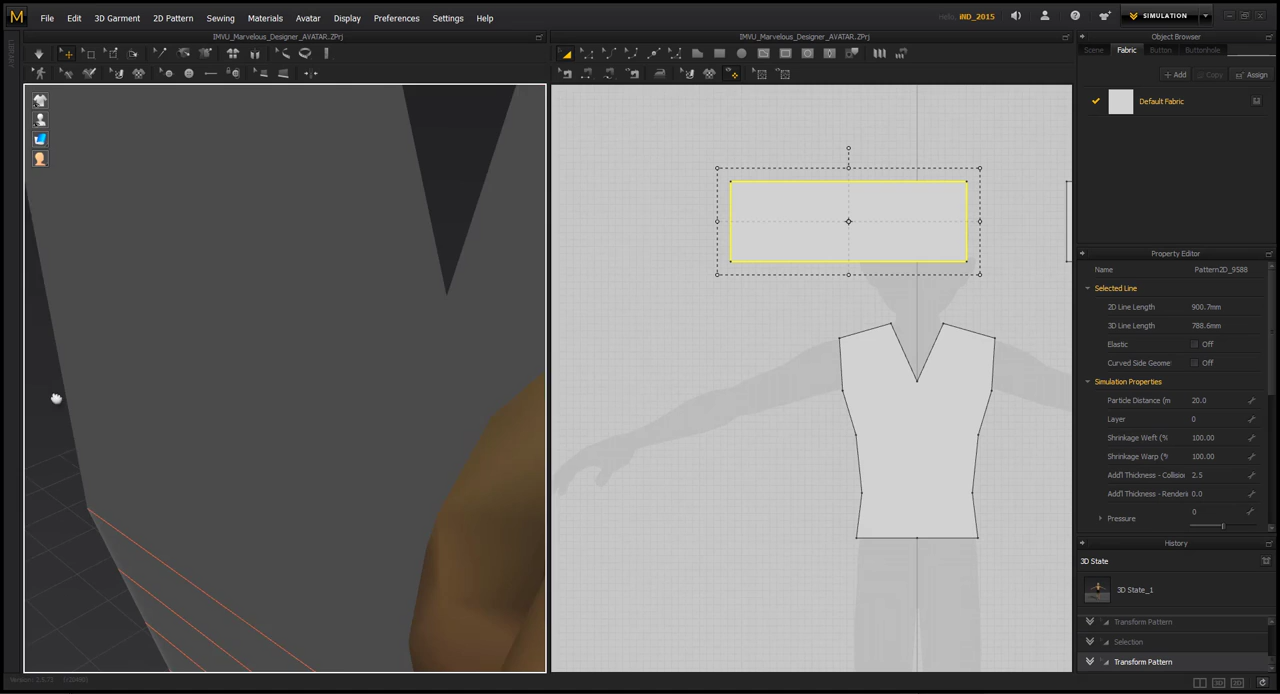 M File Edit 3D Garment 2D Pattern Sewing Materials Avatar Display Preferences Settings Help
iND_2015 SIMULATION
IMVU_Marvelous_Designer_AVATAR.ZPrj
IMVU_Marvelous_Designer_AVATAR.ZPrj
Object Browser
Scene Fabric Button Buttonhole
+ Add Copy Assign
Default Fabric
LIBRARY
Property Editor
Name Pattern2D_9588
Selected Line
2D Line Length 900.7mm
3D Line Length 788.6mm
Elastic Off
Curved Side Geome Off
Simulation Properties
Particle Distance (m 20.0
Layer 0
Shrinkage Weft (% 100.00
Shrinkage Warp (% 100.00
Add'l Thickness - Collisio 2.5
Add'l Thickness - Renderi 0.0
Pressure 0
History
3D State
3D State_1
Transform Pattern
Selection
Transform Pattern